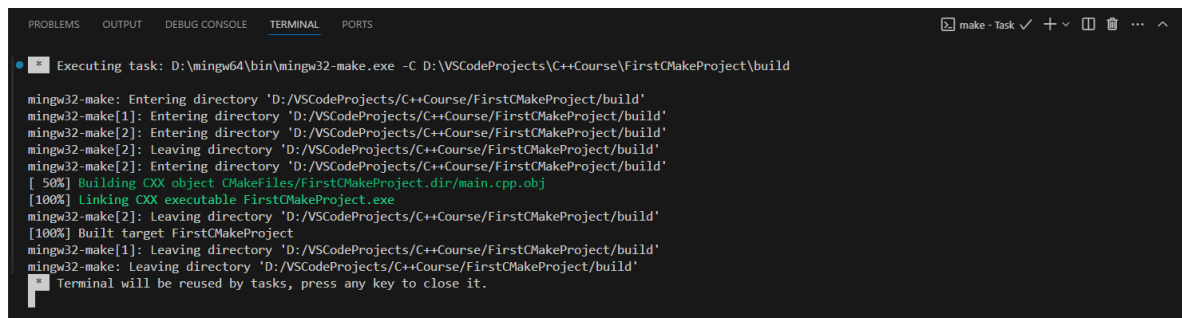 PROBLEMS OUTPUT DEBUG CONSOLE TERMINAL PORTS make - Task
* Executing task: D:\mingw64\bin\mingw32-make.exe -C D:\VSCodeProjects\C++Course\FirstCMakeProject\build
mingw32-make: Entering directory 'D:/VSCodeProjects/C++Course/FirstCMakeProject/build'
mingw32-make[1]: Entering directory 'D:/VSCodeProjects/C++Course/FirstCMakeProject/build'
mingw32-make[2]: Entering directory 'D:/VSCodeProjects/C++Course/FirstCMakeProject/build'
mingw32-make[2]: Leaving directory 'D:/VSCodeProjects/C++Course/FirstCMakeProject/build'
mingw32-make[2]: Entering directory 'D:/VSCodeProjects/C++Course/FirstCMakeProject/build'
[ 50%] Building CXX object CMakeFiles/FirstCMakeProject.dir/main.cpp.obj
[100%] Linking CXX executable FirstCMakeProject.exe
mingw32-make[2]: Leaving directory 'D:/VSCodeProjects/C++Course/FirstCMakeProject/build'
[100%] Built target FirstCMakeProject
mingw32-make[1]: Leaving directory 'D:/VSCodeProjects/C++Course/FirstCMakeProject/build'
mingw32-make: Leaving directory 'D:/VSCodeProjects/C++Course/FirstCMakeProject/build'
* Terminal will be reused by tasks, press any key to close it.